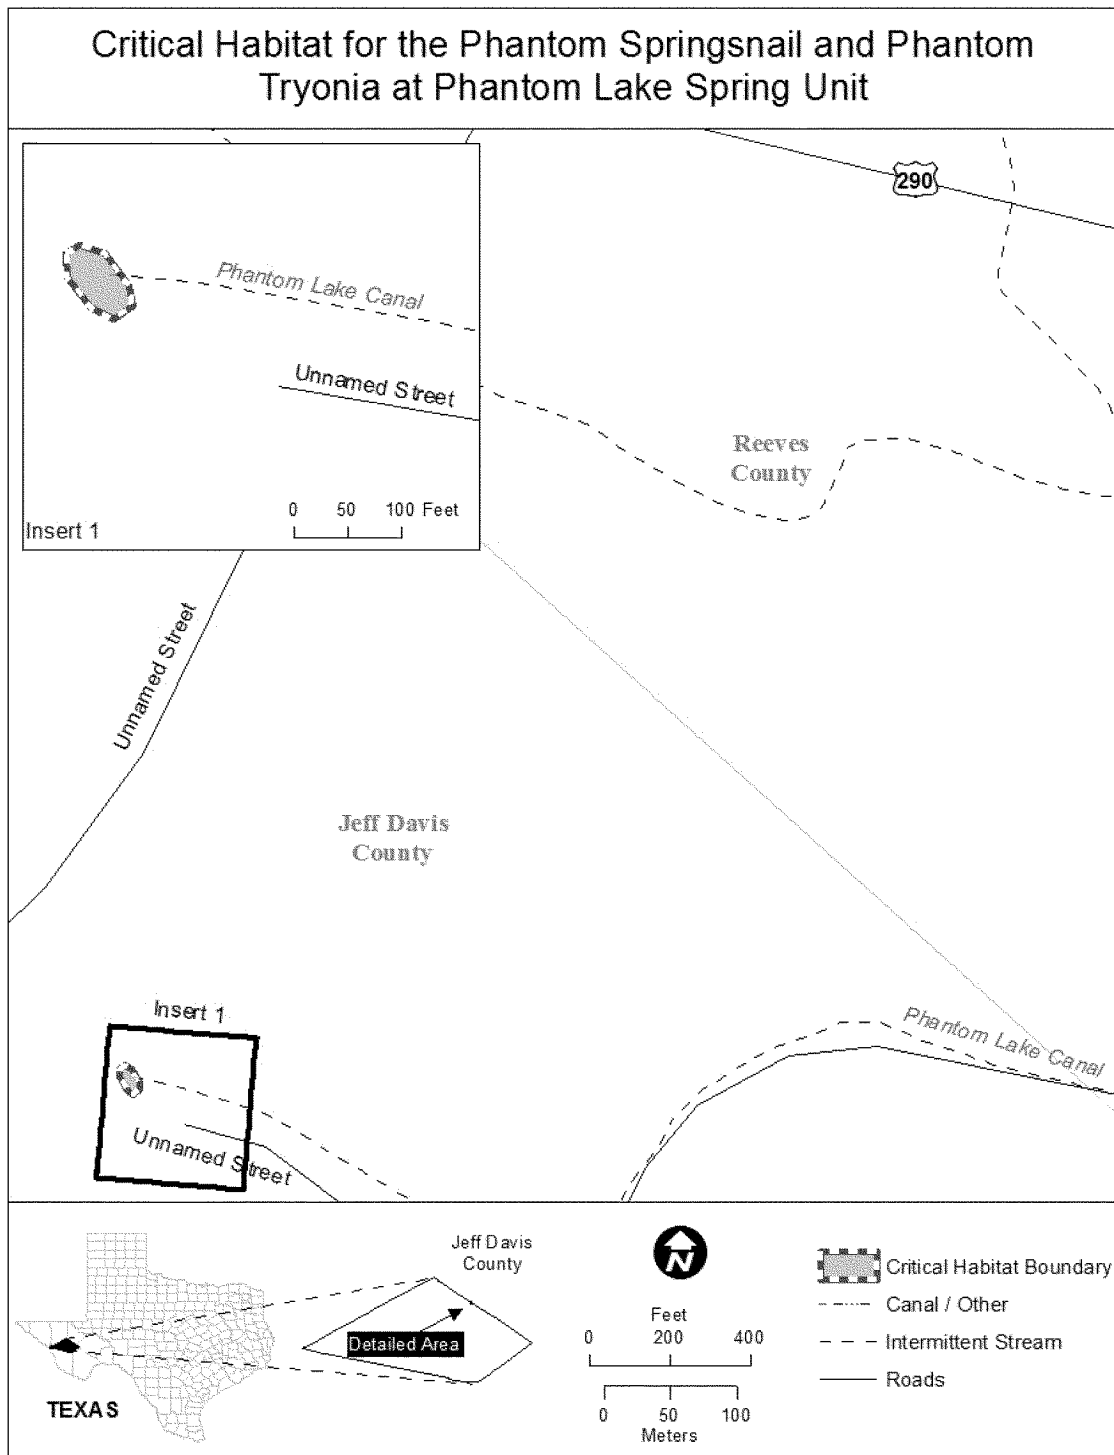 Critical Habitat for the Phantom Springsnail and Phantom
Tryonia at Phantom Lake Spring Unit
290
Phantom Lake Canal
Unnamed Street
0 50 100 Feet
Insert 1
Reeves
County
Unnamed Street
Jeff Davis
County
Insert 1
Unnamed Street
Phantom Lake Canal
TEXAS
Jeff Davis
County
Detailed Area
N
Feet
0 200 400
0 50 100
Meters
Critical Habitat Boundary
Canal / Other
Intermittent Stream
Roads